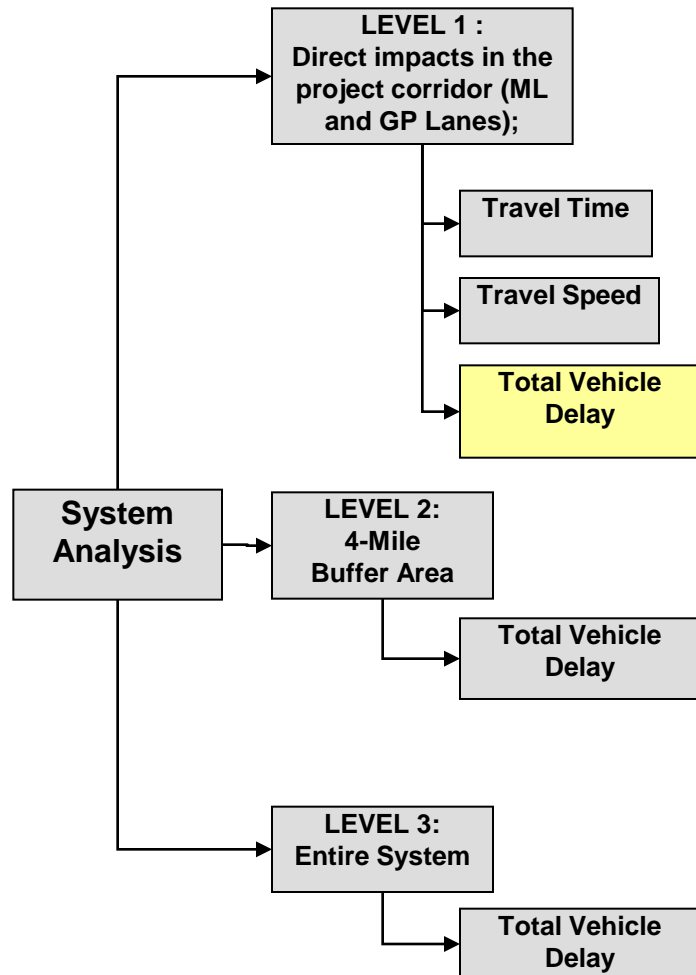 LEVEL 1 :
Direct impacts in the
project corridor (ML
and GP Lanes);
Travel Time
Travel Speed
Total Vehicle
Delay
System
Analysis
LEVEL 2:
4-Mile
Buffer Area
Total Vehicle
Delay
LEVEL 3:
Entire System
Total Vehicle
Delay